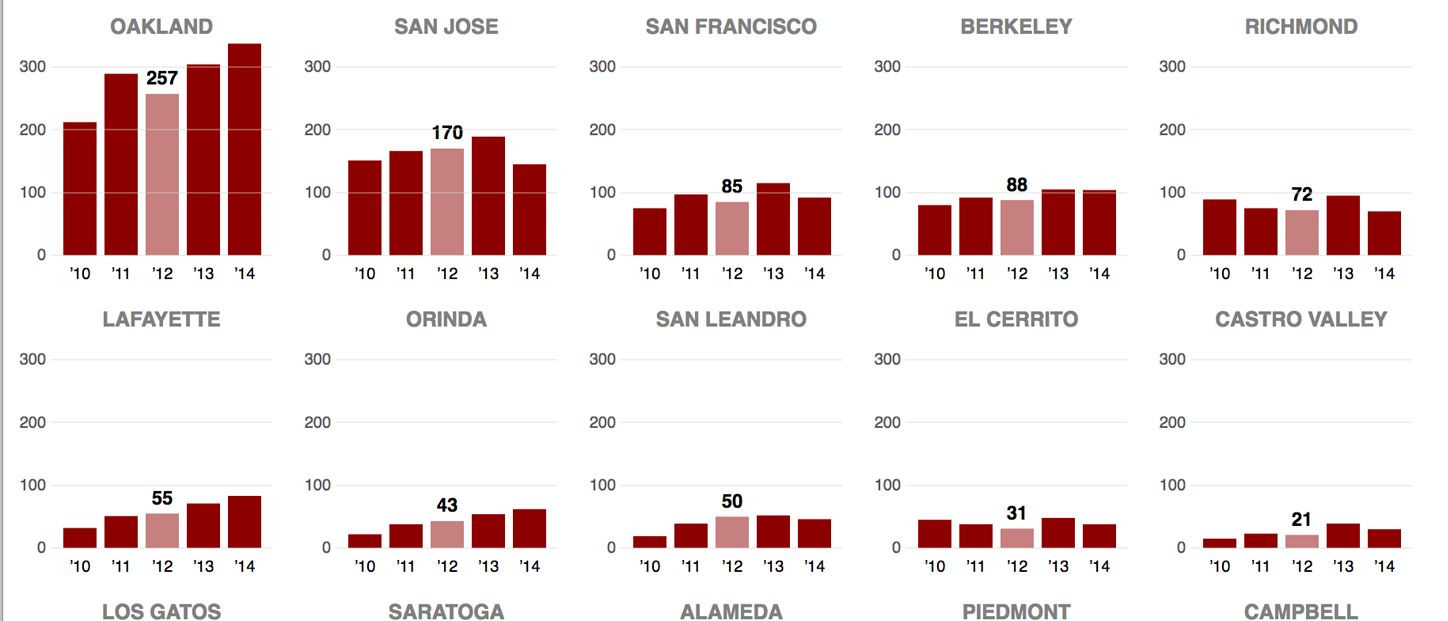 OAKLAND SAN JOSE SAN FRANCISCO BERKELEY RICHMOND
300 300 300 300 300
257
200 170 200 200 200 200
100 100 85 100 88 100 72 100
0 0 0 0 0
’10 ’11 ’12 ’13 ’14 ’10 ’11 ’12 ’13 ’14 ’10 ’11 ’12 ’13 ’14 ’10 ’11 ’12 ’13 ’14 ’10 ’11 ’12 ’13 ’14
LAFAYETTE ORINDA SAN LEANDRO EL CERRITO CASTRO VALLEY
300 300 300 300 300
200 200 200 200 200
100 100 100 100 100
55 43 50 31 21
0 0 0 0 0
’10 ’11 ’12 ’13 ’14 ’10 ’11 ’12 ’13 ’14 ’10 ’11 ’12 ’13 ’14 ’10 ’11 ’12 ’13 ’14 ’10 ’11 ’12 ’13 ’14
LOS GATOS SARATOGA ALAMEDA PIEDMONT CAMPBELL